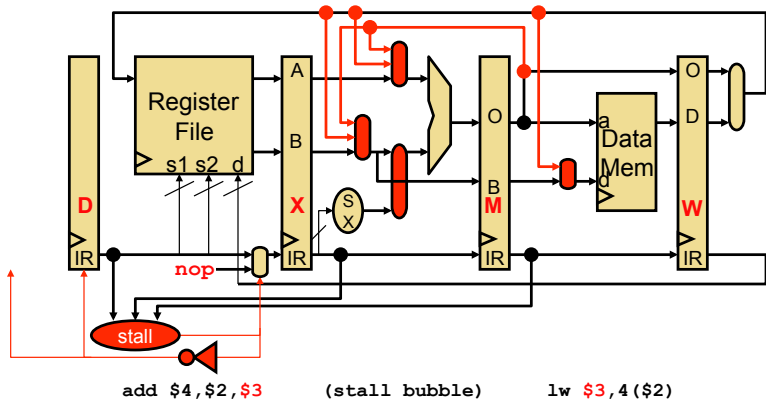 A
O
Register
File
B
O
a
D
Data
Mem
s1 s2 d
S
X
B
d
D
X
M
W
IR
IR
IR
IR
nop
stall
add $4,$2,$3 (stall bubble) lw $3,4($2)